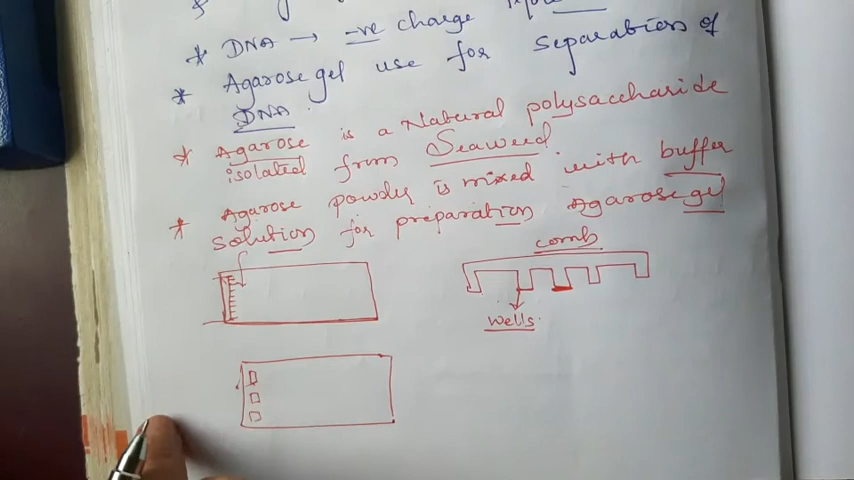 * DNA → -ve charge
* Agarose gel use for separation of
DNA.
* Agarose is a Natural polysaccharide
isolated from Seaweed
* Agarose powder is mixed with buffer
solution for preparation Agarose gel
comb
wells